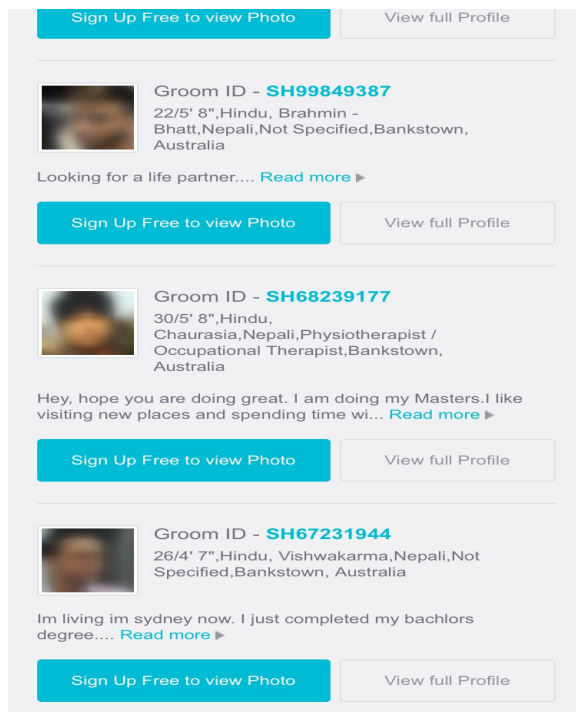 Sign Up Free to view Photo View full Profile
Groom ID - SH99849387
22/5' 8",Hindu, Brahmin -
Bhatt,Nepali,Not Specified,Bankstown,
Australia
Looking for a life partner.... Read more ▶
Sign Up Free to view Photo View full Profile
Groom ID - SH68239177
30/5' 8",Hindu,
Chaurasia,Nepali,Physiotherapist /
Occupational Therapist,Bankstown,
Australia
Hey, hope you are doing great. I am doing my Masters.I like
visiting new places and spending time wi... Read more ▶
Sign Up Free to view Photo View full Profile
Groom ID - SH67231944
26/4' 7",Hindu, Vishwakarma,Nepali,Not
Specified,Bankstown, Australia
Im living im sydney now. I just completed my bachlors
degree.... Read more ▶
Sign Up Free to view Photo View full Profile